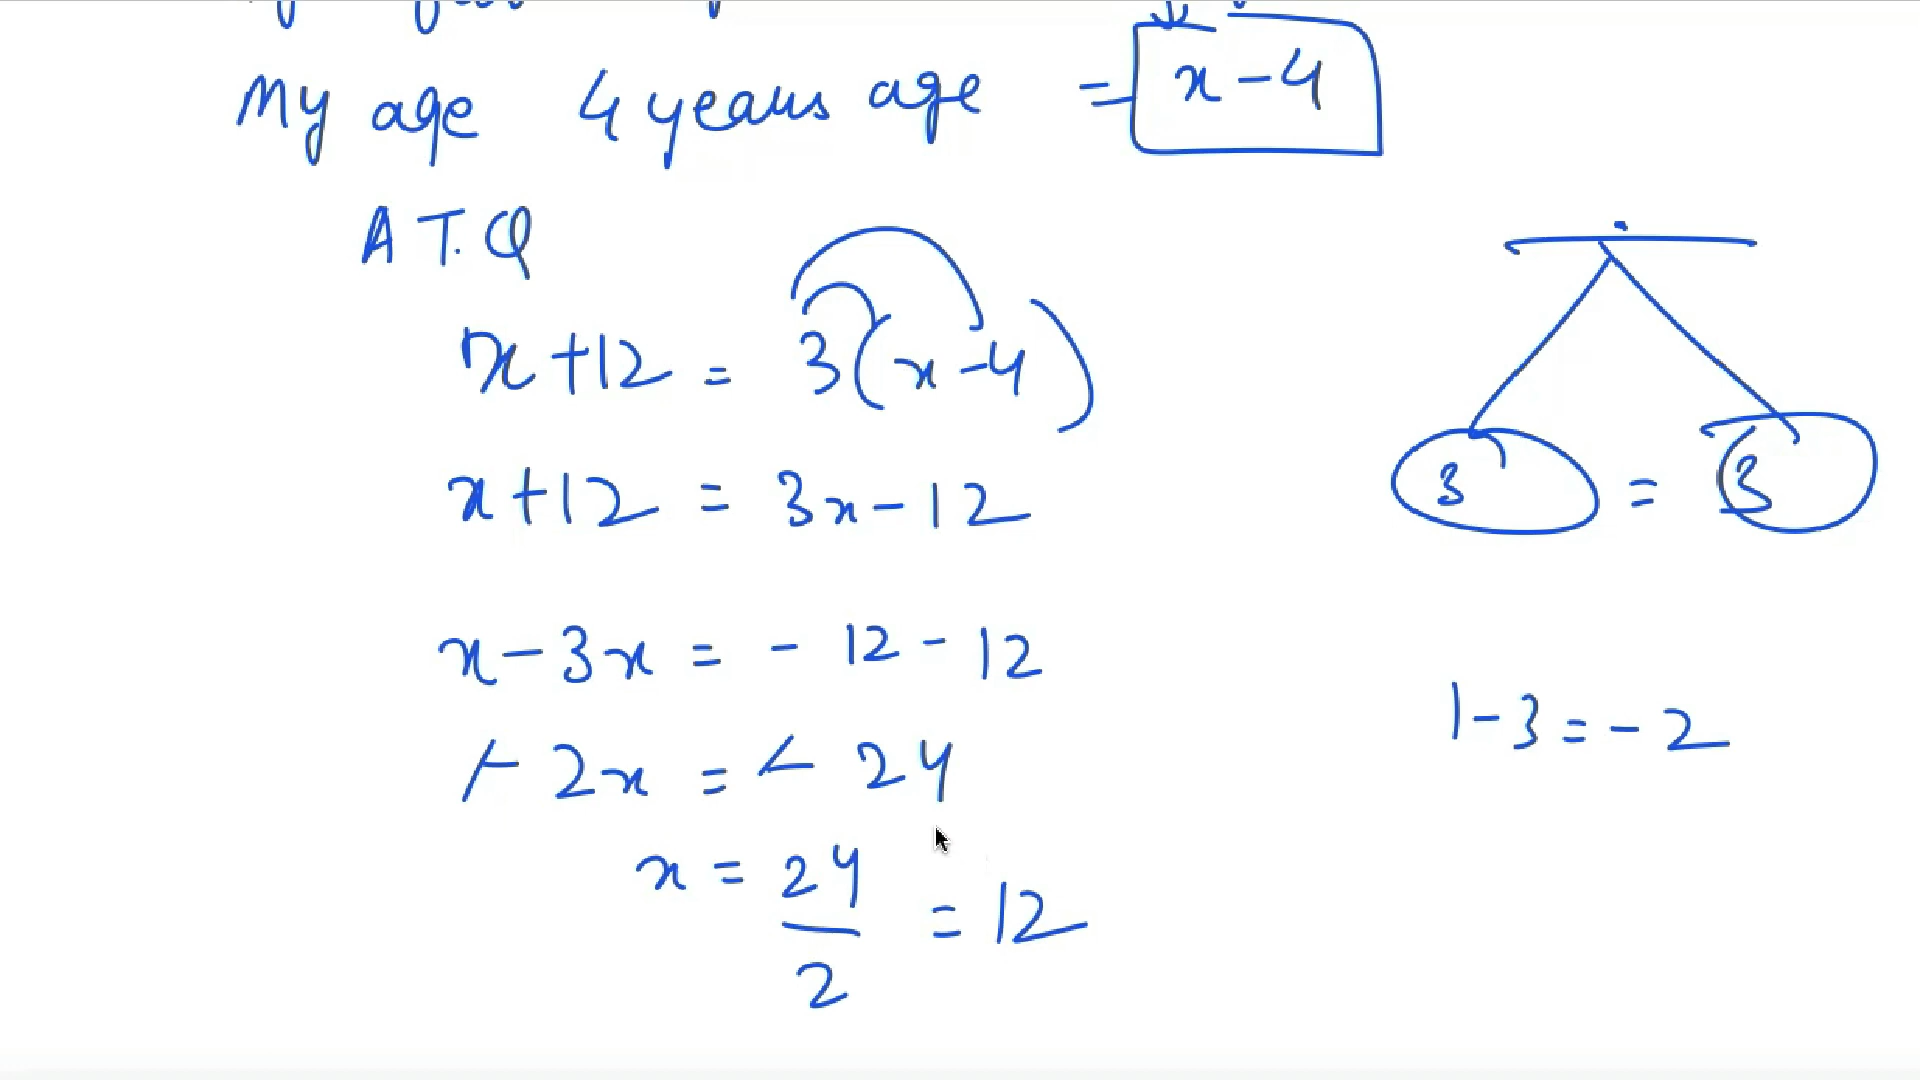 My age 4 years age = x - 4
A T. Q
x + 12 = 3(x - 4)
3 = 3
x + 12 = 3x - 12
x - 3x = - 12 - 12
1 - 3 = - 2
- 2x = - 24
x = 24/2 = 12